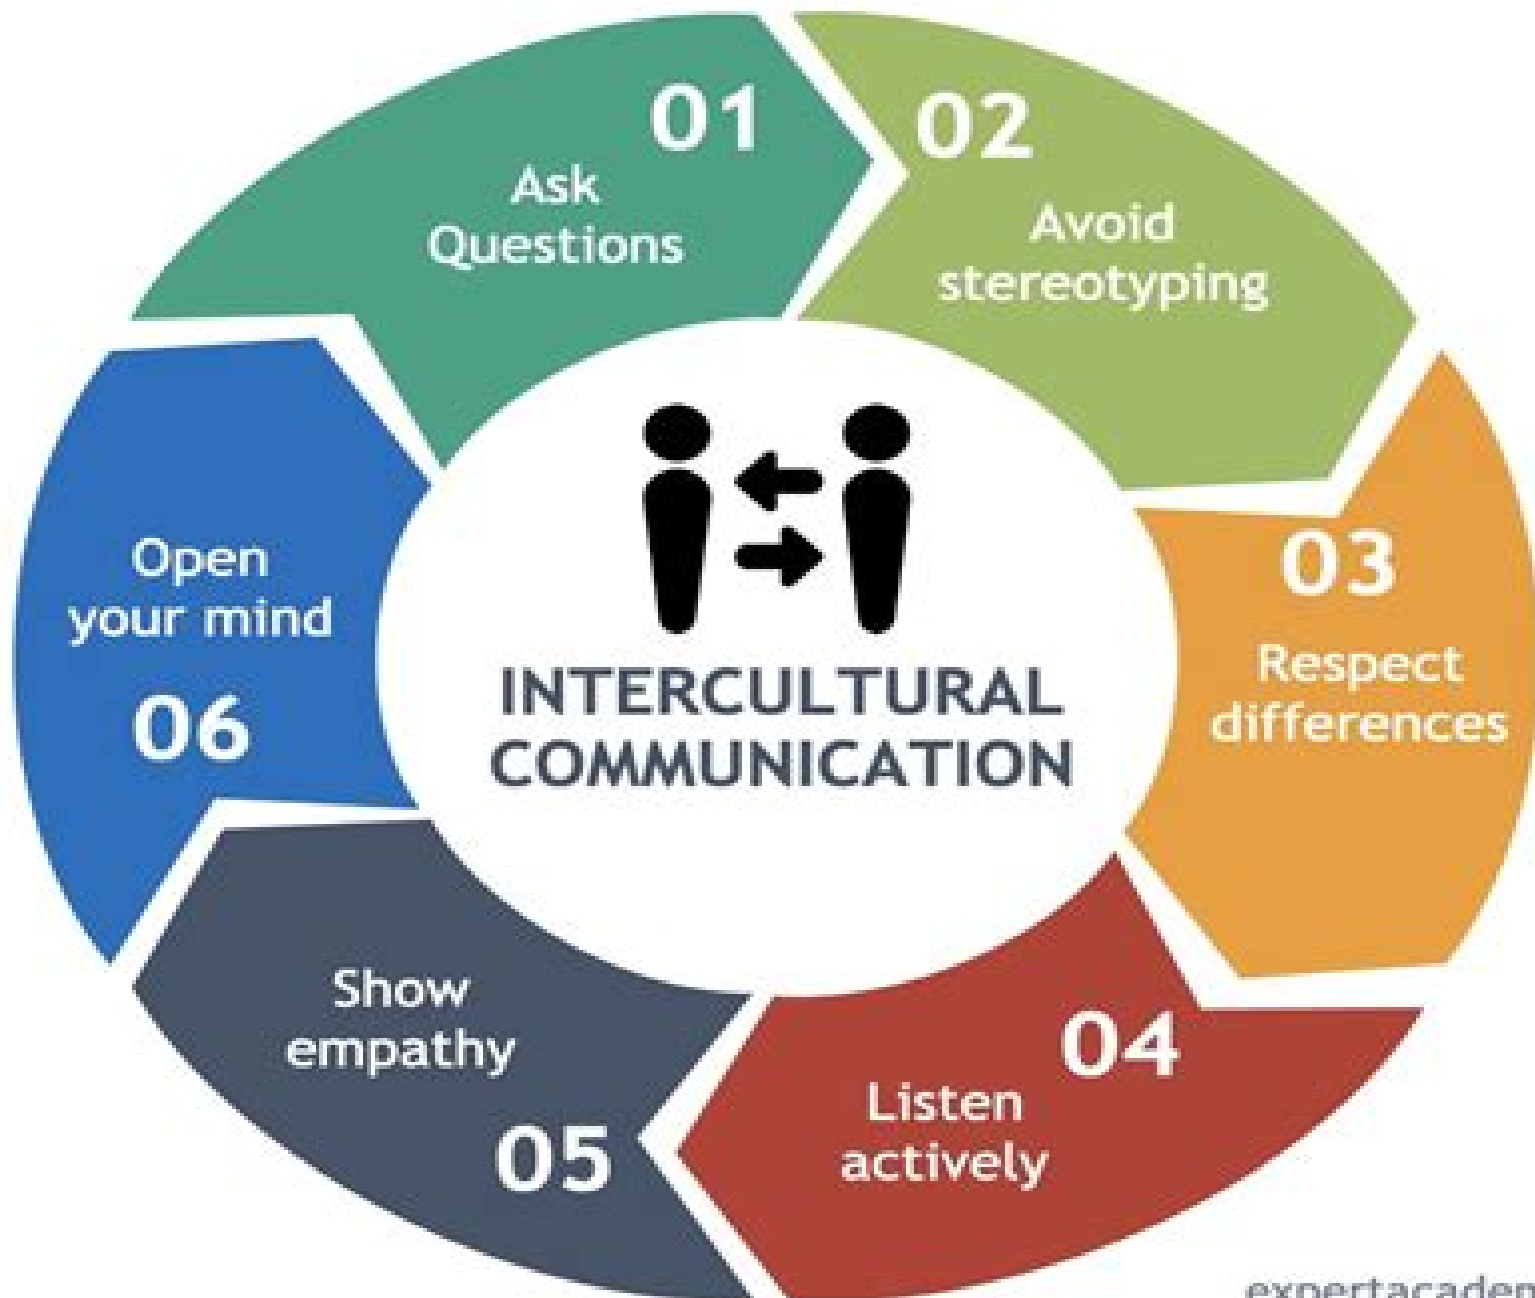 01
Ask
Questions
02
Avoid
stereotyping
03
Respect
differences
04
Listen
actively
05
Show
empathy
Open
your mind
06
INTERCULTURAL
COMMUNICATION